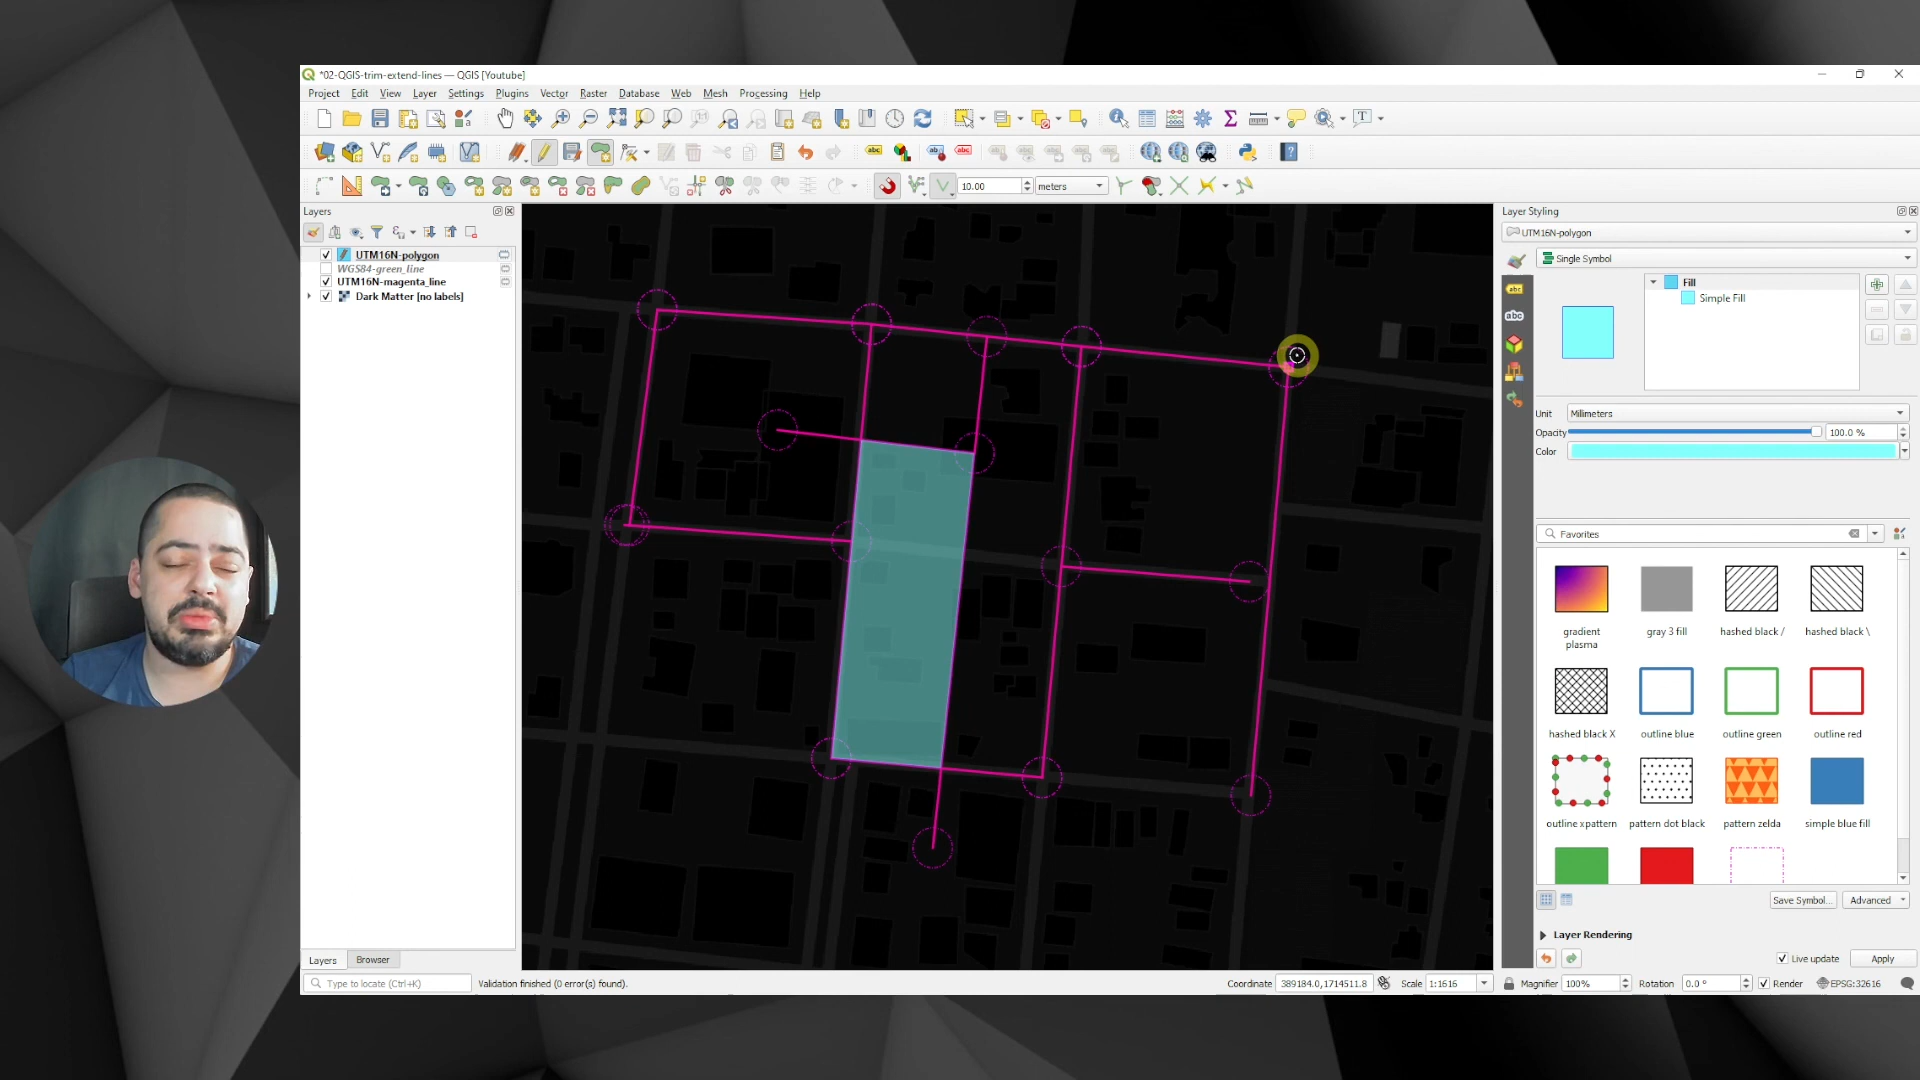 *02-QGIS-trim-extend-lines — QGIS [Youtube]
Project Edit View Layer Settings Plugins Vector Raster Database Web Mesh Processing Help
10.00 meters
Layers
UTM16N-polygon
WGS84-green_line
UTM16N-magenta_line
Dark Matter [no labels]
Layers Browser
Type to locate (Ctrl+K)
Validation finished (0 error(s) found).
Coordinate 389184.0,1714511.8
Scale 1:1616
Magnifier 100%
Rotation 0.0 °
Render
EPSG:32616
Layer Styling
UTM16N-polygon
Single Symbol
Fill
Simple Fill
Unit Millimeters
Opacity 100.0 %
Color
Favorites
gradient plasma
gray 3 fill
hashed black /
hashed black \
hashed black X
outline blue
outline green
outline red
outline xpattern
pattern dot black
pattern zelda
simple blue fill
Save Symbol... Advanced
Layer Rendering
Live update Apply